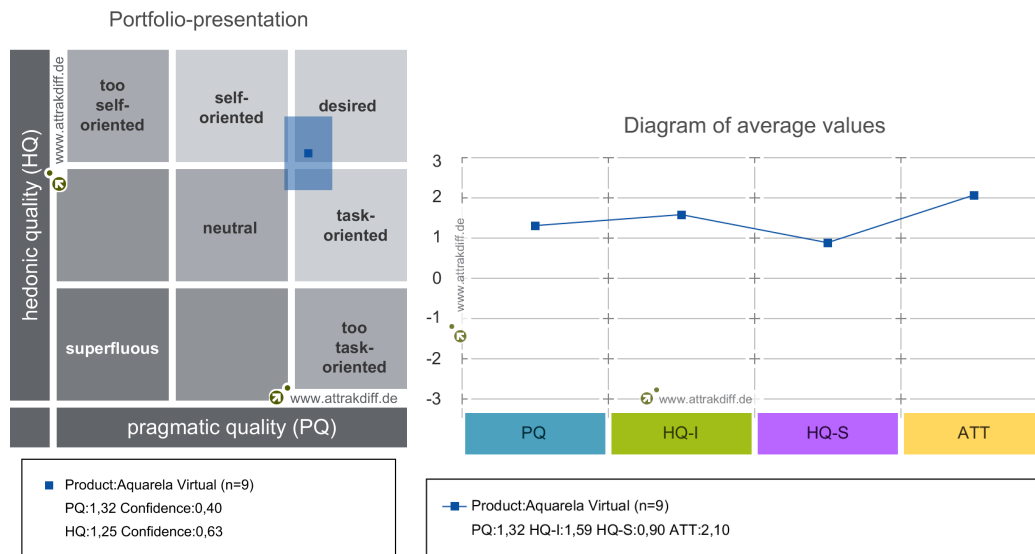 Portfolio-presentation
hedonic quality (HQ)
www.attrakdiff.de
too
self-
oriented
self-
oriented
desired
neutral
task-
oriented
superfluous
too
task-
oriented
www.attrakdiff.de
pragmatic quality (PQ)
Product:Aquarela Virtual (n=9)
PQ:1,32 Confidence:0,40
HQ:1,25 Confidence:0,63
Diagram of average values
3
2
1
0
-1
-2
-3
www.attrakdiff.de
www.attrakdiff.de
PQ
HQ-I
HQ-S
ATT
Product:Aquarela Virtual (n=9)
PQ:1,32 HQ-I:1,59 HQ-S:0,90 ATT:2,10